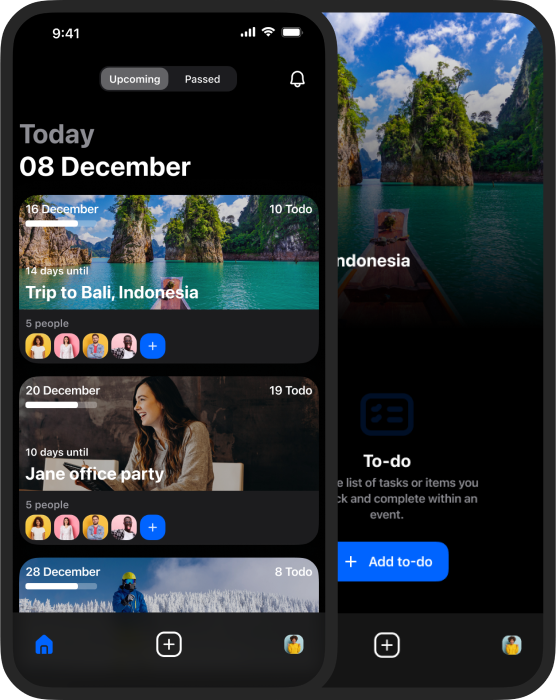 9:41
Upcoming
Passed
Today
08 December
16 December
10 Todo
14 days until
Trip to Bali, Indonesia
5 people
20 December
19 Todo
10 days until
Jane office party
5 people
28 December
8 Todo
ndonesia
To-do
e list of tasks or items you
ck and complete within an
event.
Add to-do